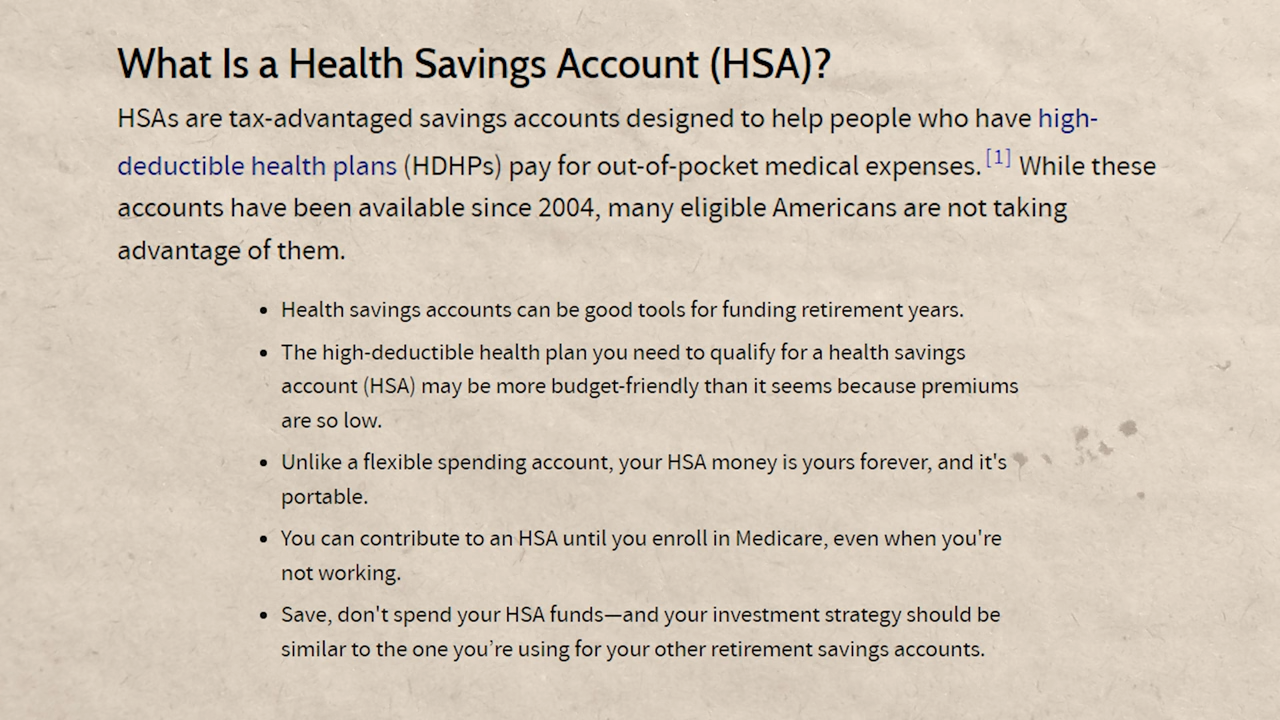 What Is a Health Savings Account (HSA)?
HSAs are tax-advantaged savings accounts designed to help people who have high-
deductible health plans (HDHPs) pay for out-of-pocket medical expenses. [1] While these
accounts have been available since 2004, many eligible Americans are not taking
advantage of them.
• Health savings accounts can be good tools for funding retirement years.
• The high-deductible health plan you need to qualify for a health savings
account (HSA) may be more budget-friendly than it seems because premiums
are so low.
• Unlike a flexible spending account, your HSA money is yours forever, and it's
portable.
• You can contribute to an HSA until you enroll in Medicare, even when you're
not working.
• Save, don't spend your HSA funds—and your investment strategy should be
similar to the one you’re using for your other retirement savings accounts.